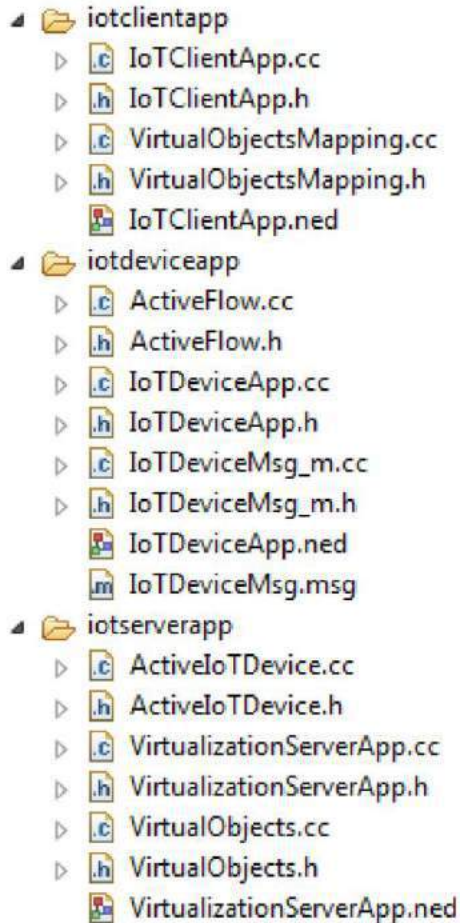 iotclientapp
.c IoTClientApp.cc
.h IoTClientApp.h
.c VirtualObjectsMapping.cc
.h VirtualObjectsMapping.h
IoTClientApp.ned
iotdeviceapp
.c ActiveFlow.cc
.h ActiveFlow.h
.c IoTDeviceApp.cc
.h IoTDeviceApp.h
.c IoTDeviceMsg_m.cc
.h IoTDeviceMsg_m.h
IoTDeviceApp.ned
.m IoTDeviceMsg.msg
iotserverapp
.c ActiveIoTDevice.cc
.h ActiveIoTDevice.h
.c VirtualizationServerApp.cc
.h VirtualizationServerApp.h
.c VirtualObjects.cc
.h VirtualObjects.h
VirtualizationServerApp.ned